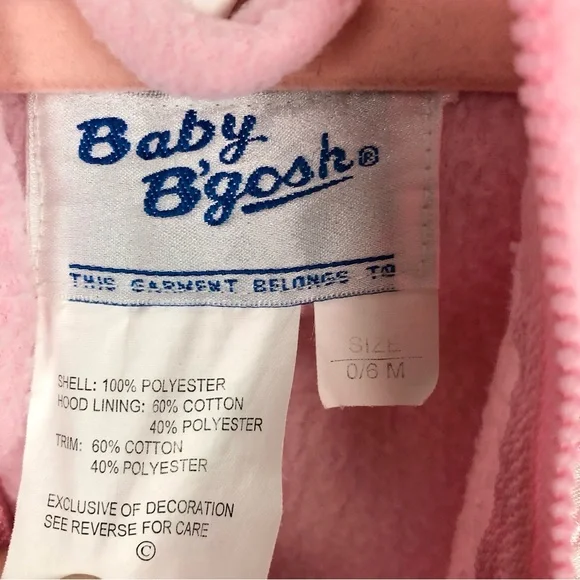 Baby
B'gosh®
THIS GARMENT BELONGS TO
SIZE
0/6 M
SHELL: 100% POLYESTER
HOOD LINING: 60% COTTON
40% POLYESTER
TRIM: 60% COTTON
40% POLYESTER
EXCLUSIVE OF DECORATION
SEE REVERSE FOR CARE
©